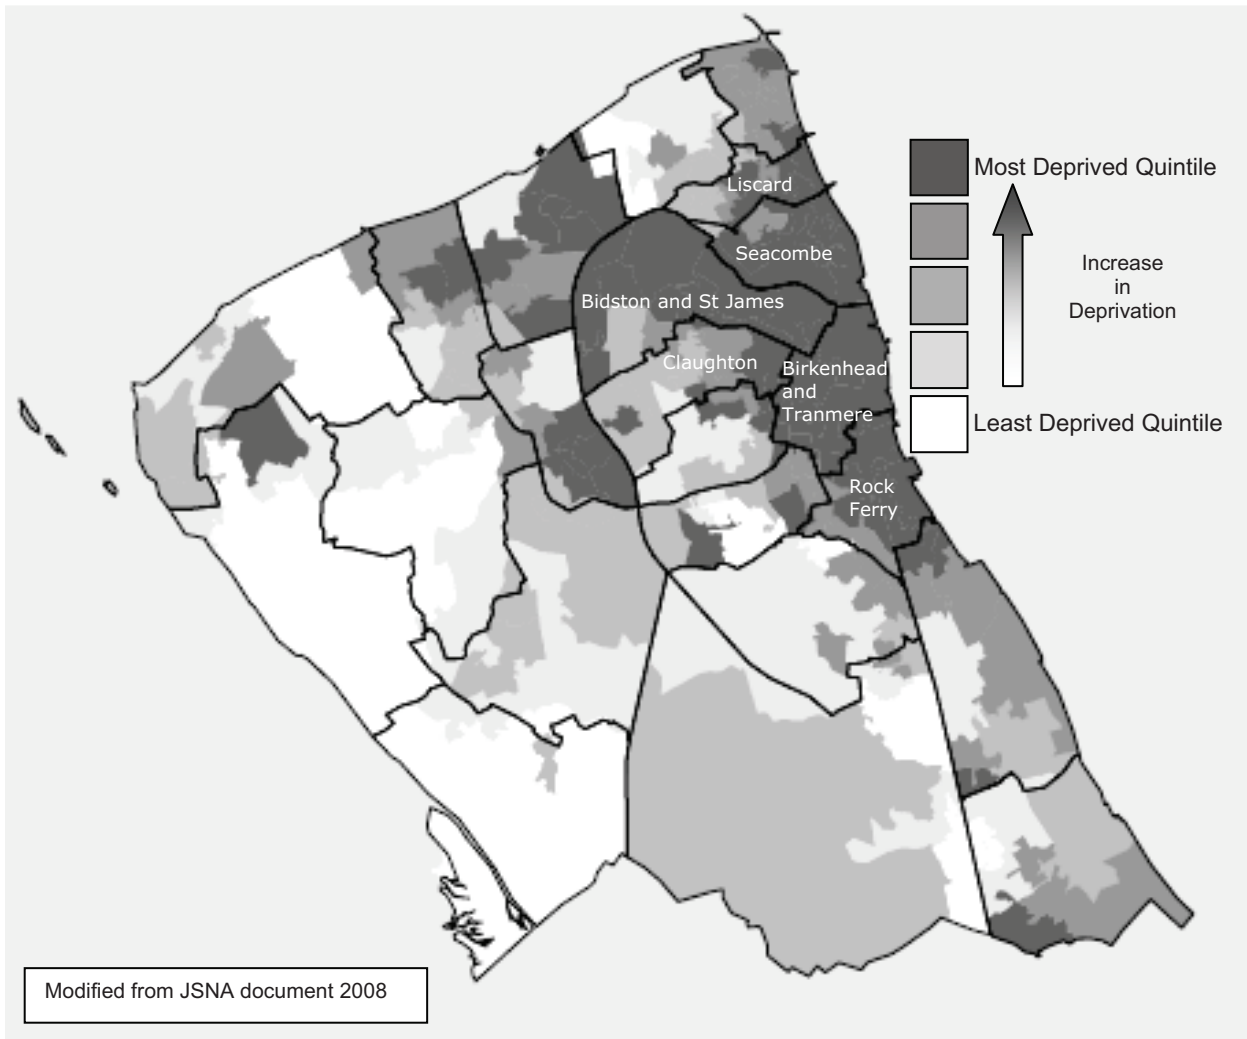 Most Deprived Quintile
Liscard
Seacombe
Increase
in
Deprivation
Bidston and St James
Claughton
Birkenhead
and
Tranmere
Least Deprived Quintile
Rock
Ferry
Modified from JSNA document 2008